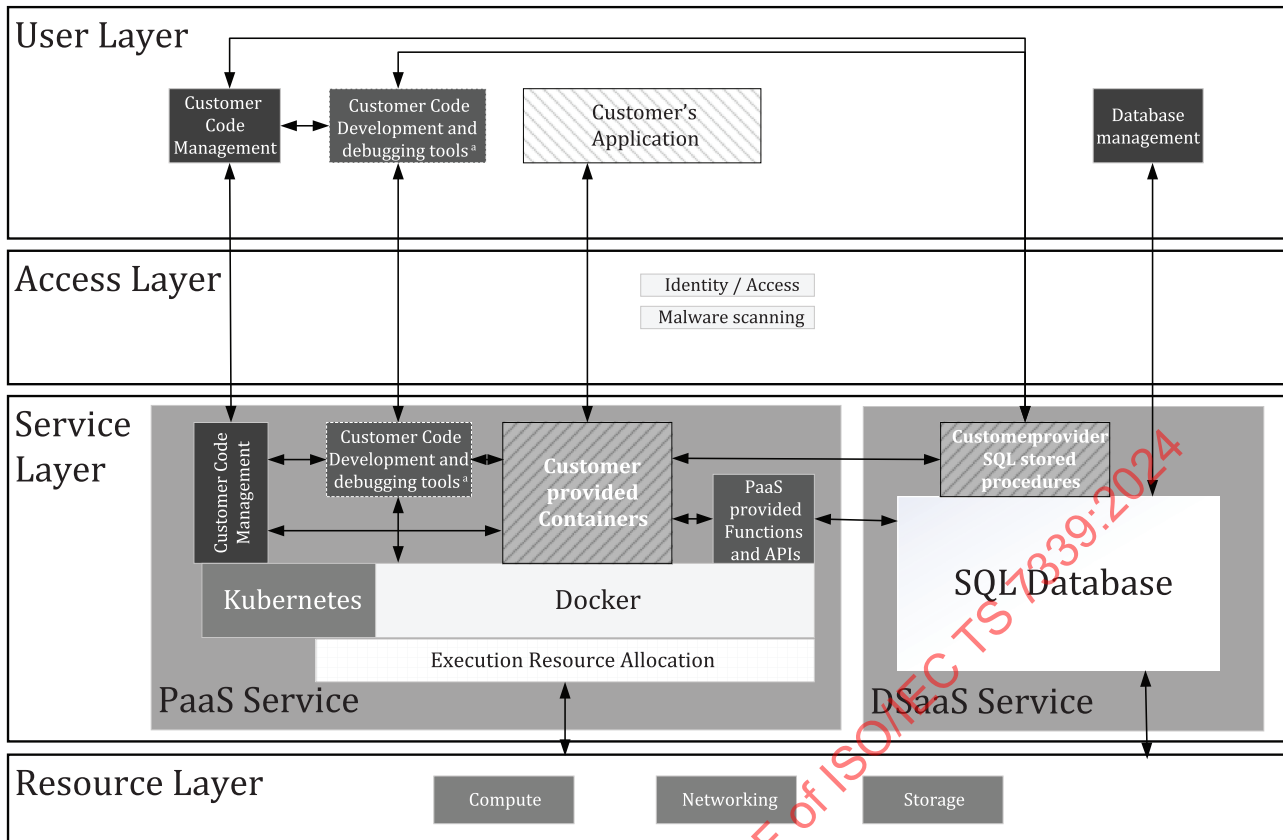 User Layer
Customer
Code
Management
Customer Code
Development and
debugging tools a
Customer's
Application
Database
management
Access Layer
Identity / Access
Malware scanning
Service
Layer
Customer Code
Management
Customer Code
Development and
debugging tools a
Customer
provided
Containers
PaaS
provided
Functions
and APIs
Customerprovider
SQL stored
procedures
SQL Database
Kubernetes
Docker
Execution Resource Allocation
PaaS Service
DSaaS Service
Resource Layer
Compute
Networking
Storage
F of ISO/IEC TS 7339:2024